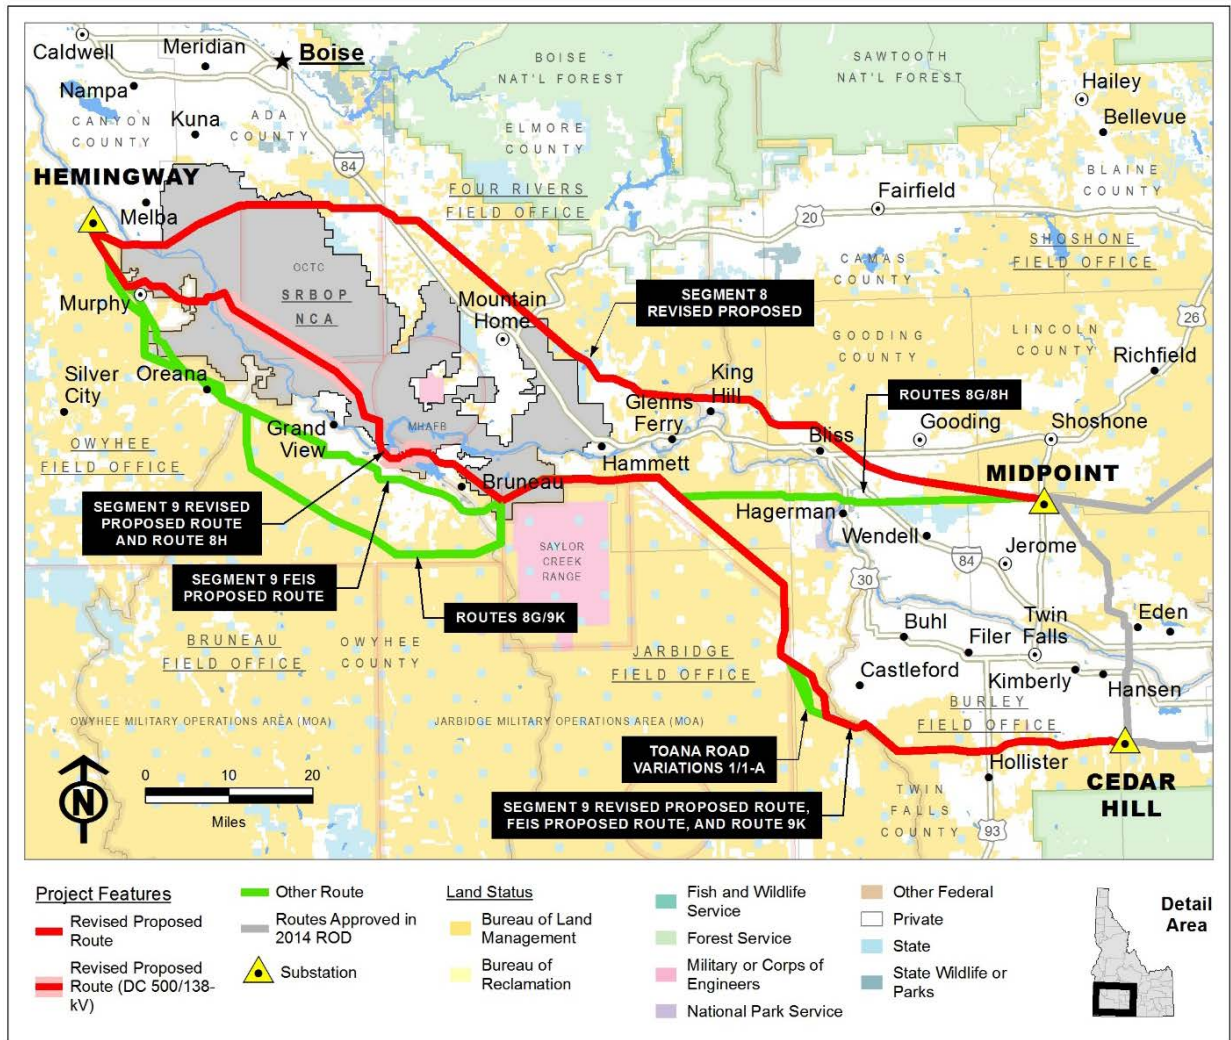 Caldwell
Meridian
Boise
Nampa
CANYON
COUNTY
Kuna
ADA
COUNTY
BOISE
NAT'L FOREST
SAWTOOTH
NAT'L FOREST
Hailey
Bellevue
ELMORE
COUNTY
84
BLAINE
COUNTY
HEMINGWAY
Melba
FOUR RIVERS
FIELD OFFICE
Fairfield
20
SHOSHONE
FIELD OFFICE
CAMAS
COUNTY
OCTC
SRBOP
NCA
Murphy
Mountain
Home
SEGMENT 8
REVISED PROPOSED
GOODING
COUNTY
LINCOLN
COUNTY
26
Richfield
Silver
City
Oreana
King
Hill
ROUTES 8G/8H
Glenns
Ferry
Gooding
Shoshone
OWYHEE
FIELD OFFICE
Grand
View
MHAFB
Hammett
Bliss
MIDPOINT
Bruneau
SEGMENT 9 REVISED
PROPOSED ROUTE
AND ROUTE 8H
Hagerman
Wendell
Jerome
84
SAYLOR
CREEK
RANGE
SEGMENT 9 FEIS
PROPOSED ROUTE
30
ROUTES 8G/9K
Buhl
Filer
Twin
Falls
Eden
BRUNEAU
FIELD OFFICE
OWYHEE
COUNTY
JARBIDGE
FIELD OFFICE
Castleford
Kimberly
Hansen
BURLEY
FIELD OFFICE
OWYHEE MILITARY OPERATIONS AREA (MOA)
JARBIDGE MILITARY OPERATIONS AREA (MOA)
TOANA ROAD
VARIATIONS 1/1-A
Hollister
CEDAR
HILL
SEGMENT 9 REVISED PROPOSED ROUTE,
FEIS PROPOSED ROUTE, AND ROUTE 9K
TWIN
FALLS
COUNTY
93
N
0 10 20
Miles
Project Features
Revised Proposed
Route
Revised Proposed
Route (DC 500/138-
kV)
Other Route
Routes Approved in
2014 ROD
Substation
Land Status
Bureau of Land
Management
Bureau of
Reclamation
Fish and Wildlife
Service
Forest Service
Military or Corps of
Engineers
National Park Service
Other Federal
Private
State
State Wildlife or
Parks
Detail
Area